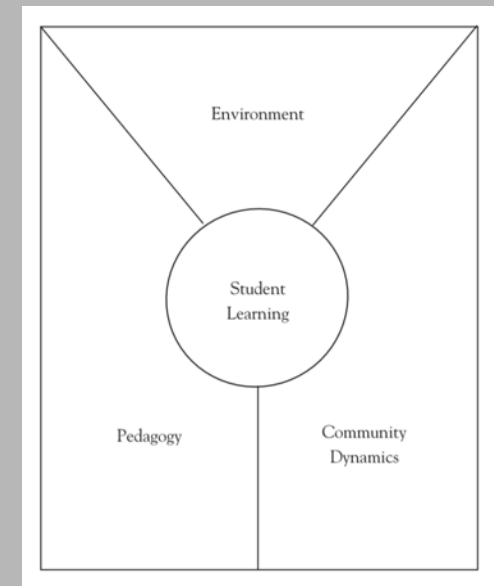 Environment
Student
Learning
Pedagogy
Community
Dynamics